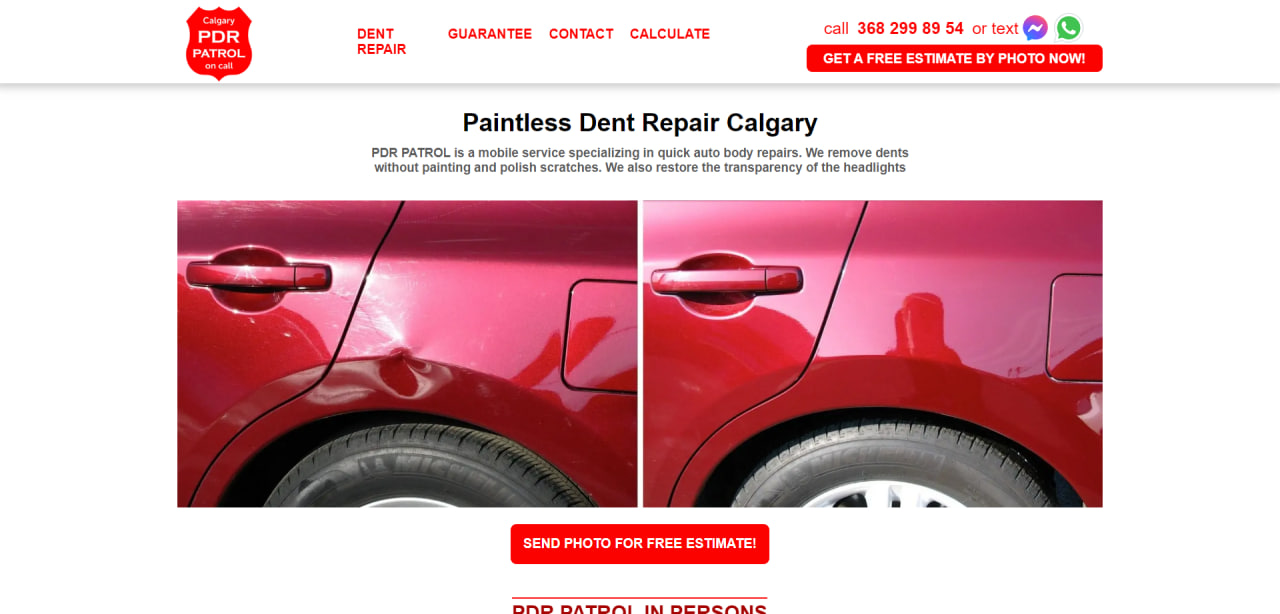 Calgary
PDR
PATROL
on call
DENT
REPAIR
GUARANTEE
CONTACT
CALCULATE
call 368 299 89 54 or text
GET A FREE ESTIMATE BY PHOTO NOW!
Paintless Dent Repair Calgary
PDR PATROL is a mobile service specializing in quick auto body repairs. We remove dents
without painting and polish scratches. We also restore the transparency of the headlights
SEND PHOTO FOR FREE ESTIMATE!
PDR PATROL IN PERSONS